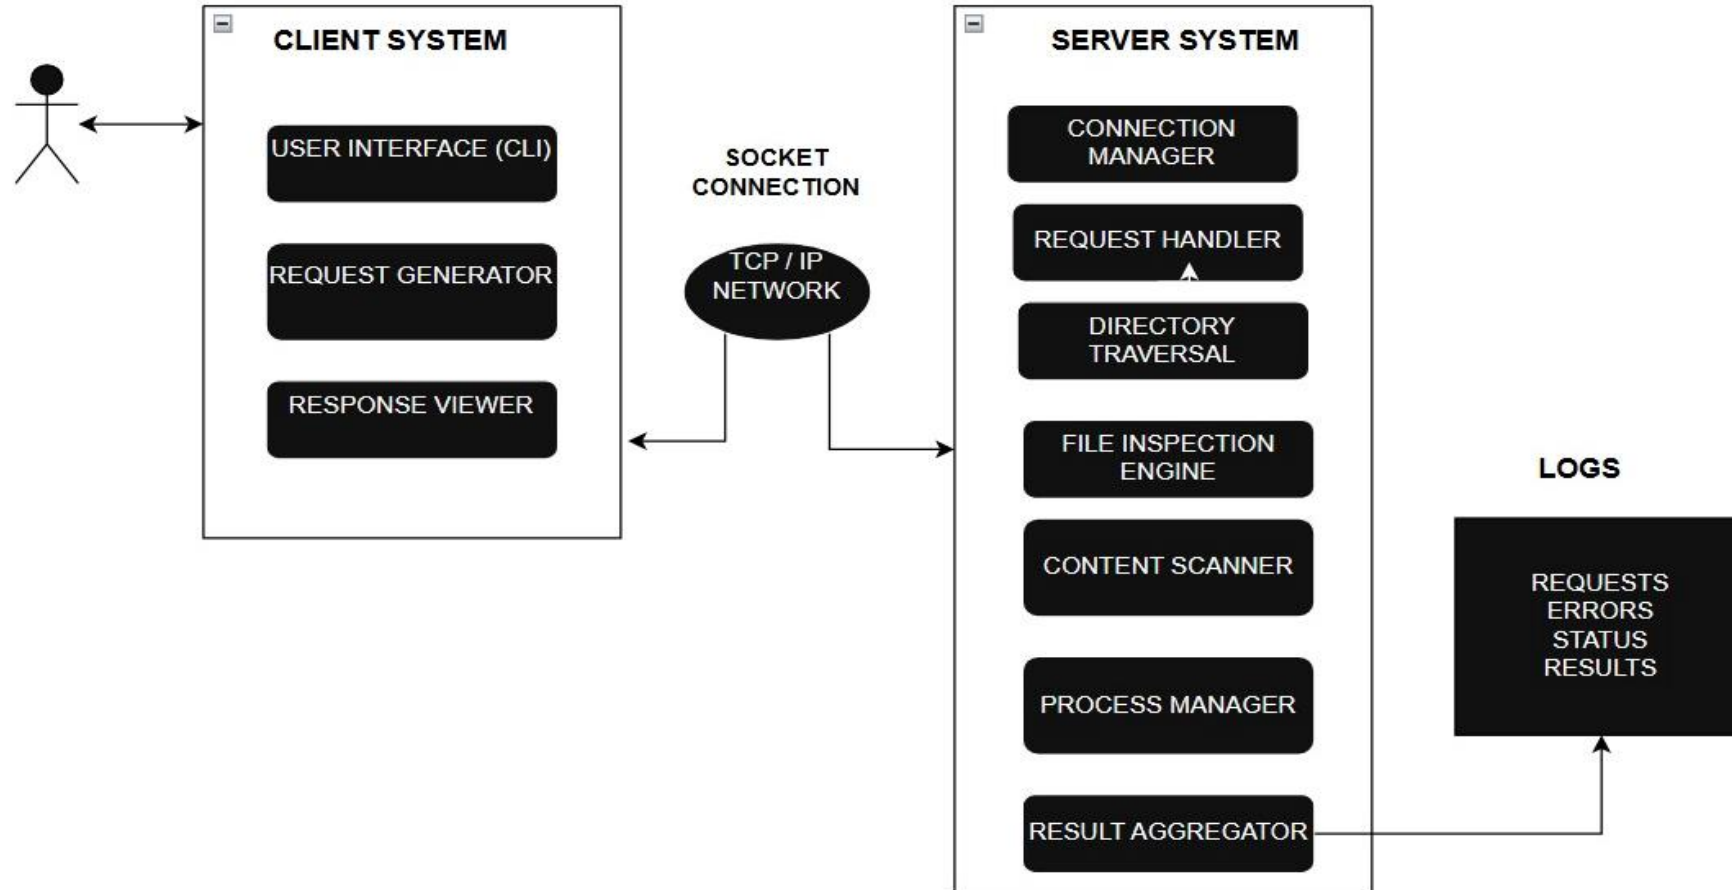 CLIENT SYSTEM
USER INTERFACE (CLI)
REQUEST GENERATOR
RESPONSE VIEWER
SOCKET
CONNECTION
TCP / IP
NETWORK
SERVER SYSTEM
CONNECTION
MANAGER
REQUEST HANDLER
DIRECTORY
TRAVERSAL
FILE INSPECTION
ENGINE
CONTENT SCANNER
PROCESS MANAGER
RESULT AGGREGATOR
LOGS
REQUESTS
ERRORS
STATUS
RESULTS